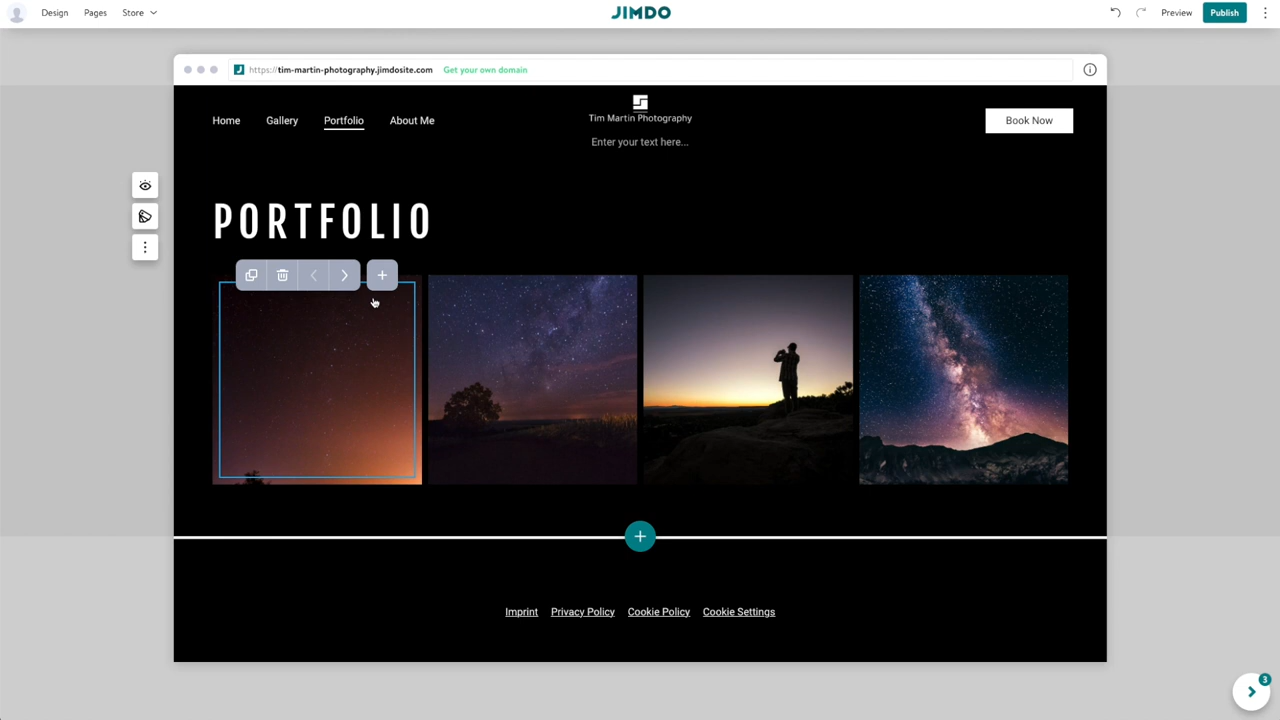 Design Pages Store JIMDO Preview Publish
https://tim-martin-photography.jimdosite.com Get your own domain
Home Gallery Portfolio About Me Tim Martin Photography Book Now
Enter your text here...
PORTFOLIO
Imprint Privacy Policy Cookie Policy Cookie Settings
3